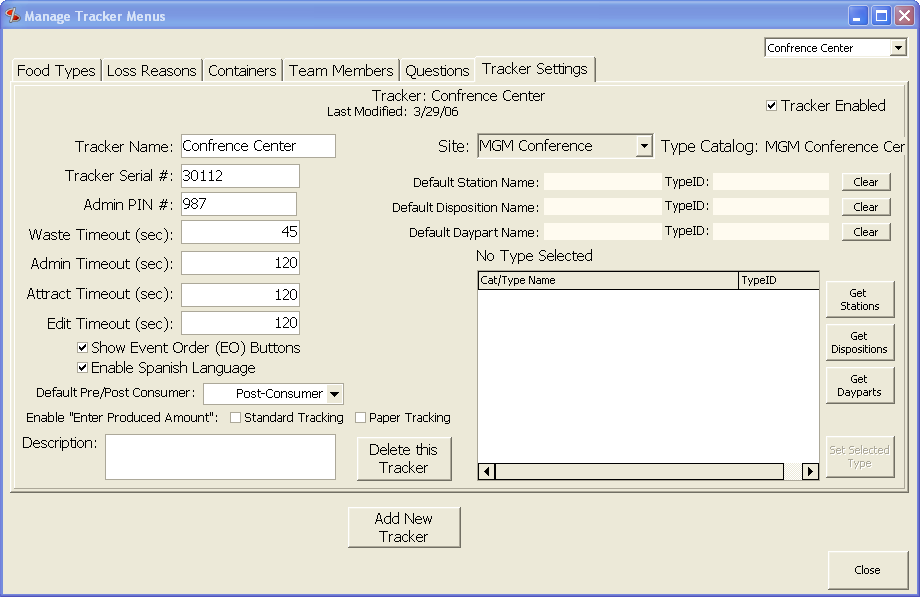 Manage Tracker Menus
Confrence Center
Food Types Loss Reasons Containers Team Members Questions Tracker Settings
Tracker: Confrence Center
Last Modified: 3/29/06
Tracker Enabled
Tracker Name: Confrence Center
Site: MGM Conference Type Catalog: MGM Conference Cer
Tracker Serial #: 30112
Default Station Name: TypeID: Clear
Admin PIN #: 987
Default Disposition Name: TypeID: Clear
Waste Timeout (sec): 45
Default Daypart Name: TypeID: Clear
No Type Selected
Admin Timeout (sec): 120
Cat/Type Name TypeID
Attract Timeout (sec): 120
Get
Stations
Edit Timeout (sec): 120
Show Event Order (EO) Buttons
Get
Dispositions
Enable Spanish Language
Get
Dayparts
Default Pre/Post Consumer: Post-Consumer
Enable "Enter Produced Amount": Standard Tracking Paper Tracking
Description:
Delete this
Tracker
Set Selected
Type
Add New
Tracker
Close